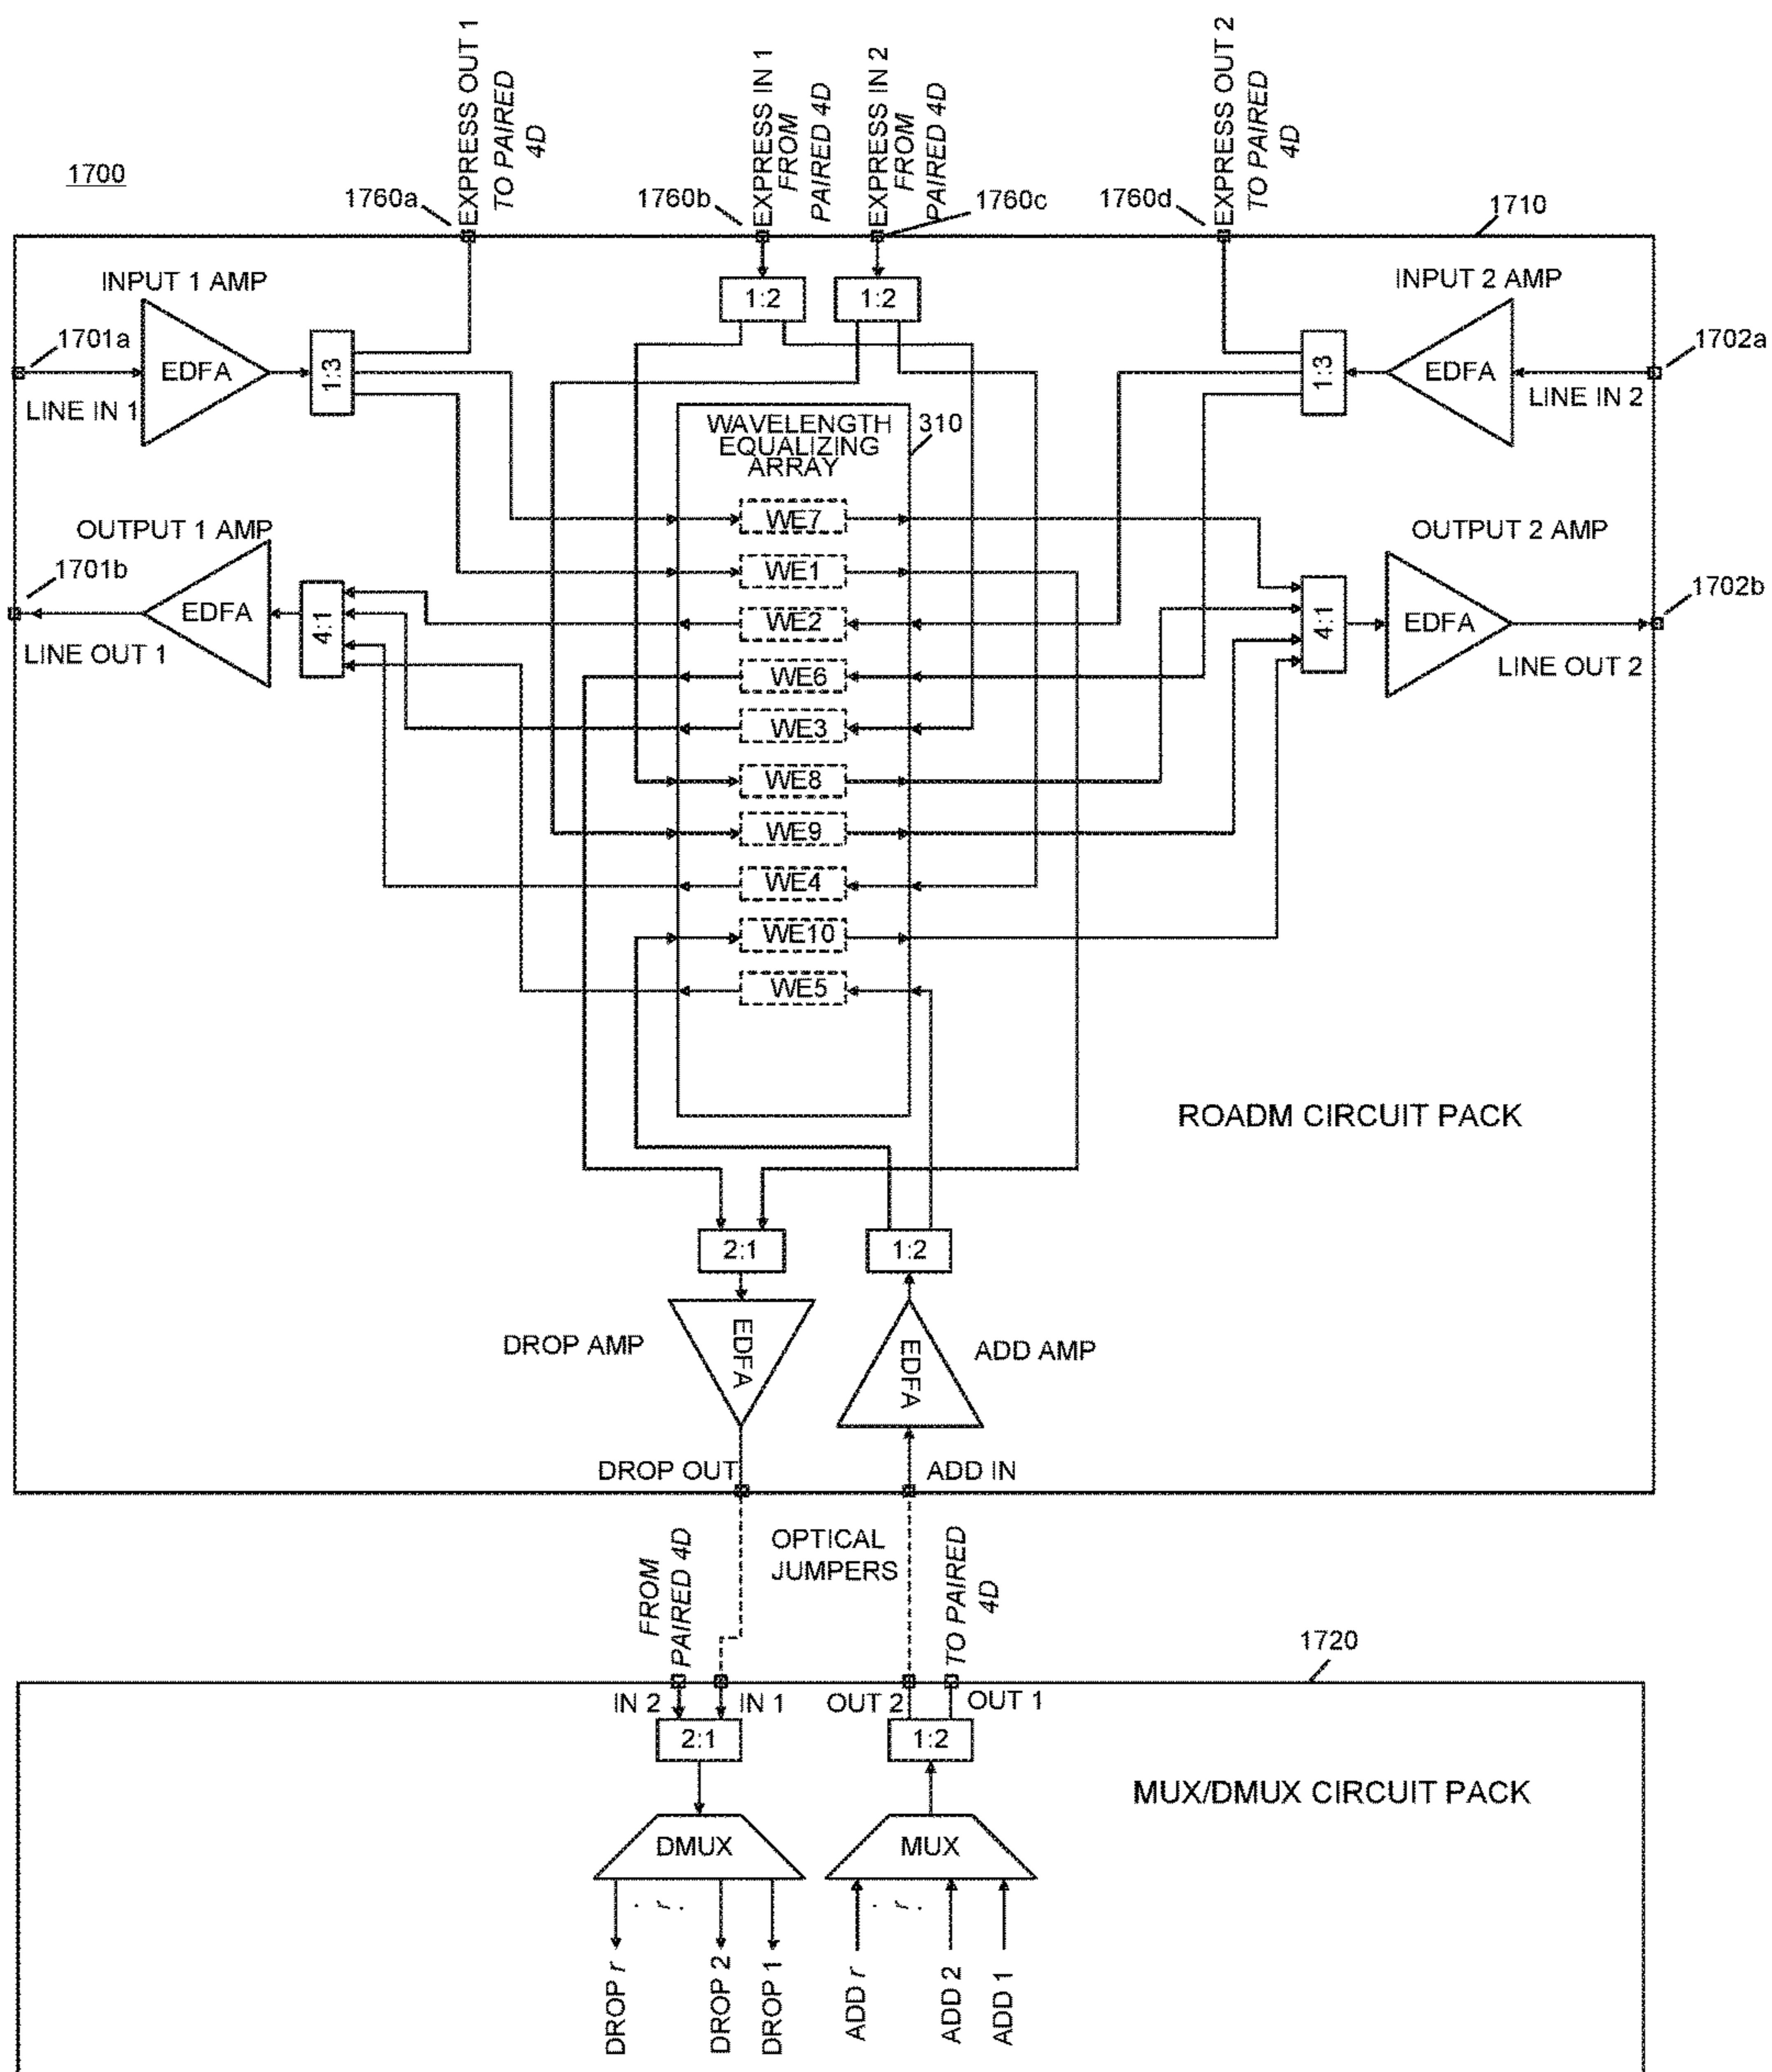 1700
EXPRESS OUT 1
TO PAIRED
4D
EXPRESS IN 1
FROM
PAIRED 4D
EXPRESS IN 2
FROM
PAIRED 4D
EXPRESS OUT 2
TO PAIRED
4D
1760a
1760b
1760c
1760d
1710
INPUT 1 AMP
1:2
1:2
INPUT 2 AMP
1701a
EDFA
1:3
1:3
EDFA
1702a
LINE IN 1
LINE IN 2
WAVELENGTH
EQUALIZING
ARRAY
310
OUTPUT 1 AMP
WE7
OUTPUT 2 AMP
1701b
WE1
1702b
EDFA
4:1
WE2
4:1
EDFA
LINE OUT 1
WE6
LINE OUT 2
WE3
WE8
WE9
WE4
WE10
WE5
ROADM CIRCUIT PACK
2:1
1:2
DROP AMP
EDFA
EDFA
ADD AMP
DROP OUT
ADD IN
OPTICAL
JUMPERS
FROM
PAIRED 4D
TO PAIRED
4D
1720
IN 2
IN 1
OUT 2
OUT 1
2:1
1:2
MUX/DMUX CIRCUIT PACK
DMUX
MUX
. r .
. r .
DROP r
DROP 2
DROP 1
ADD r
ADD 2
ADD 1